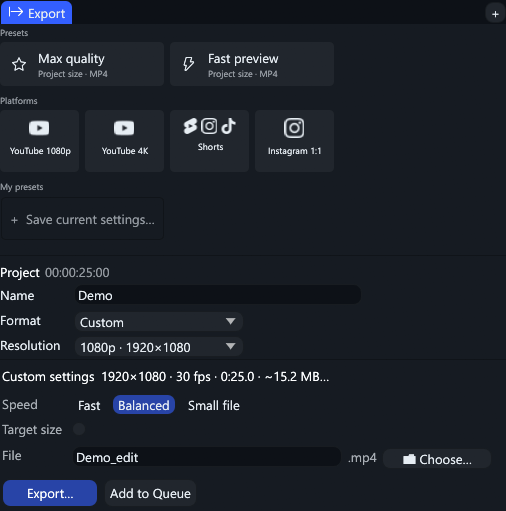 Export
+
Presets
Max quality
Project size · MP4
Fast preview
Project size · MP4
Platforms
YouTube 1080p
YouTube 4K
Shorts
Instagram 1:1
My presets
+ Save current settings...
Project 00:00:25:00
Name Demo
Format Custom
Resolution 1080p · 1920×1080
Custom settings 1920×1080 · 30 fps · 0:25.0 · ~15.2 MB...
Speed Fast Balanced Small file
Target size
File Demo_edit .mp4 Choose...
Export... Add to Queue